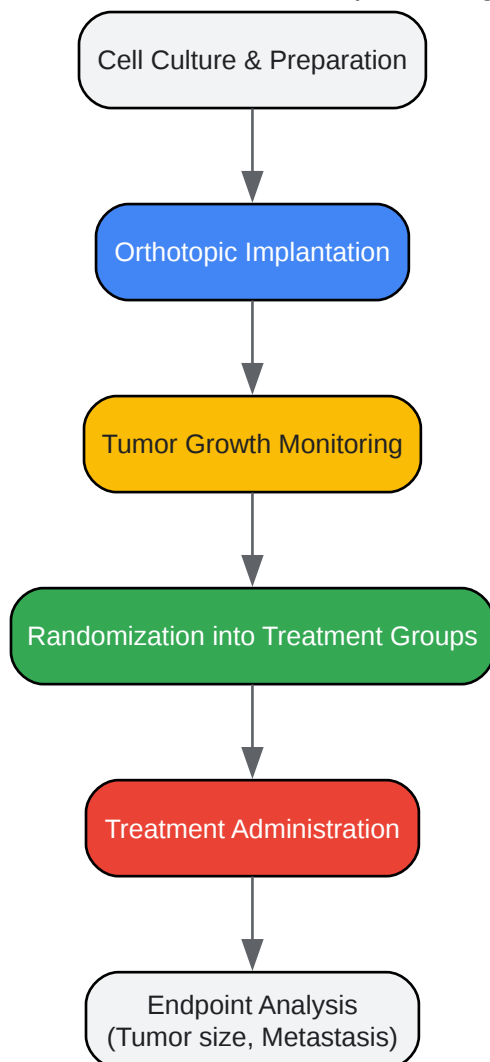 Cell Culture & Preparation
Orthotopic Implantation
Tumor Growth Monitoring
Randomization into Treatment Groups
Treatment Administration
Endpoint Analysis
(Tumor size, Metastasis)